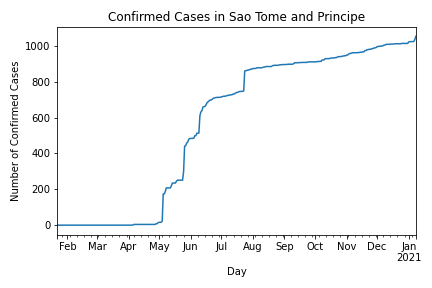 Confirmed Cases in Sao Tome and Principe
Number of Confirmed Cases
1000
800
600
400
200
0
Feb Mar Apr May Jun Jul Aug Sep Oct Nov Dec Jan
2021
Day